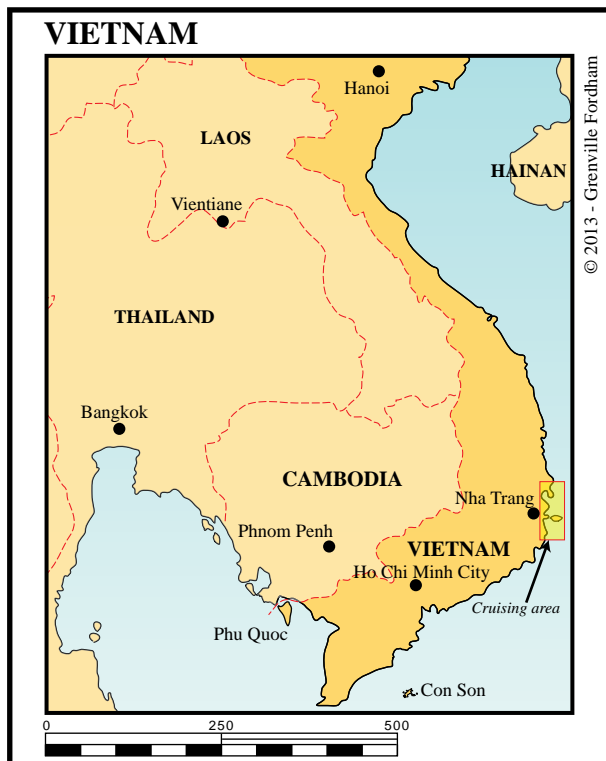 VIETNAM
Hanoi
LAOS
HAINAN
Vientiane
© 2013 - Grenville Fordham
THAILAND
Bangkok
CAMBODIA
Nha Trang
Phnom Penh
VIETNAM
Ho Chi Minh City
Cruising area
Phu Quoc
Con Son
0 250 500